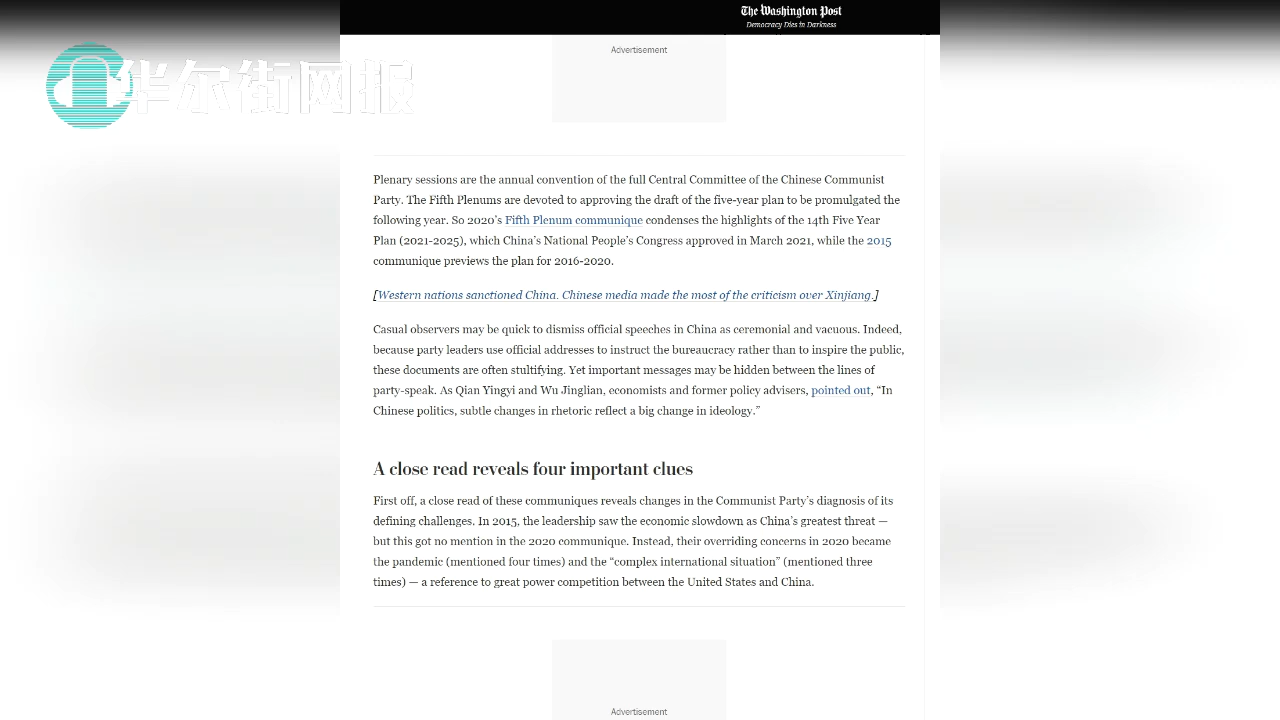 The Washington Post
Democracy Dies in Darkness
Advertisement
华尔街网报
Plenary sessions are the annual convention of the full Central Committee of the Chinese Communist
Party. The Fifth Plenums are devoted to approving the draft of the five-year plan to be promulgated the
following year. So 2020’s Fifth Plenum communique condenses the highlights of the 14th Five Year
Plan (2021-2025), which China’s National People’s Congress approved in March 2021, while the 2015
communique previews the plan for 2016-2020.
[Western nations sanctioned China. Chinese media made the most of the criticism over Xinjiang.]
Casual observers may be quick to dismiss official speeches in China as ceremonial and vacuous. Indeed,
because party leaders use official addresses to instruct the bureaucracy rather than to inspire the public,
these documents are often stultifying. Yet important messages may be hidden between the lines of
party-speak. As Qian Yingyi and Wu Jinglian, economists and former policy advisers, pointed out, “In
Chinese politics, subtle changes in rhetoric reflect a big change in ideology.”
A close read reveals four important clues
First off, a close read of these communiques reveals changes in the Communist Party’s diagnosis of its
defining challenges. In 2015, the leadership saw the economic slowdown as China’s greatest threat —
but this got no mention in the 2020 communique. Instead, their overriding concerns in 2020 became
the pandemic (mentioned four times) and the “complex international situation” (mentioned three
times) — a reference to great power competition between the United States and China.
Advertisement